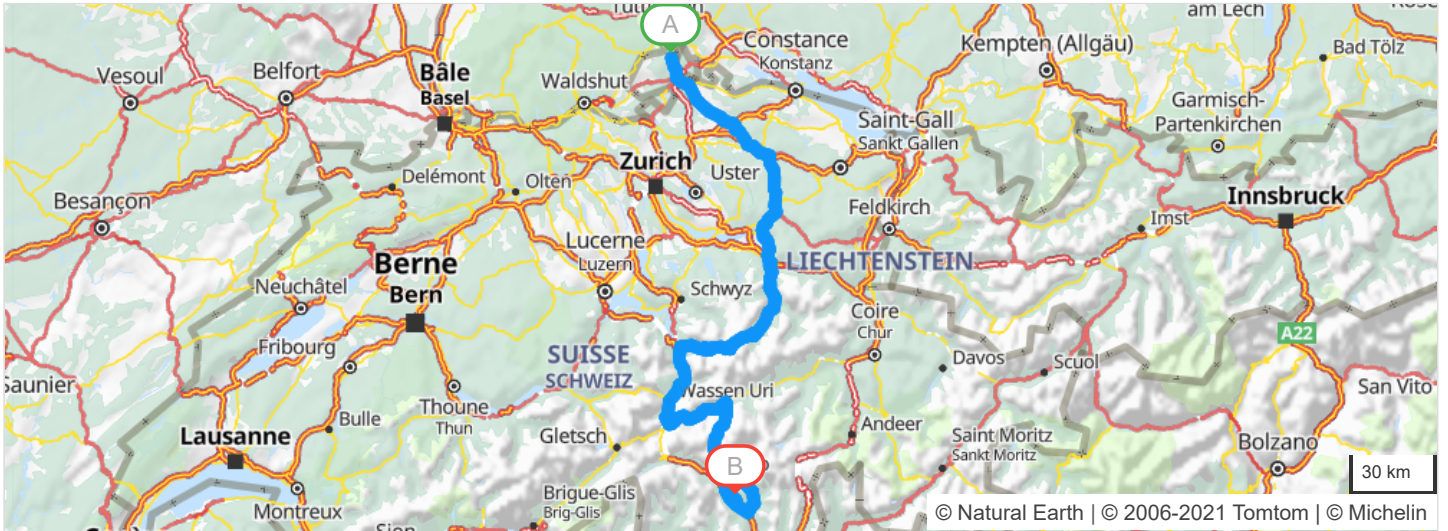 am Lech
A
Constance
Konstanz
Kempten (Allgäu)
Bad Tölz
Vesoul
Belfort
Bâle
Basel
Waldshut
Garmisch-
Partenkirchen
Saint-Gall
Sankt Gallen
Zurich
Uster
Delémont
Olten
Besançon
Feldkirch
Innsbruck
Imst
Lucerne
Luzern
Berne
Bern
LIECHTENSTEIN
Neuchâtel
Schwyz
Coire
Chur
A22
Fribourg
SUISSE
SCHWEIZ
Davos
Scuol
San Vito
Saunier
Wassen Uri
Thoune
Thun
Bulle
Gletsch
Andeer
Lausanne
Saint Moritz
Sankt Moritz
Bolzano
B
30 km
Brigue-Glis
Brig-Glis
Montreux
© Natural Earth | © 2006-2021 Tomtom | © Michelin